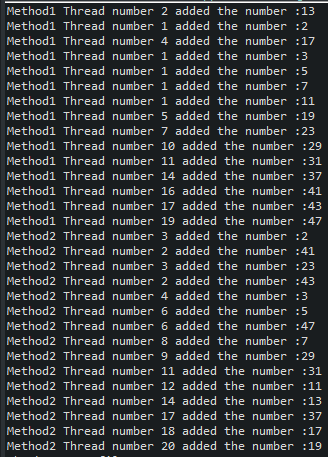 Method1 Thread number 2 added the number :13
Method1 Thread number 1 added the number :2
Method1 Thread number 4 added the number :17
Method1 Thread number 1 added the number :3
Method1 Thread number 1 added the number :5
Method1 Thread number 1 added the number :7
Method1 Thread number 1 added the number :11
Method1 Thread number 5 added the number :19
Method1 Thread number 7 added the number :23
Method1 Thread number 10 added the number :29
Method1 Thread number 11 added the number :31
Method1 Thread number 14 added the number :37
Method1 Thread number 16 added the number :41
Method1 Thread number 17 added the number :43
Method1 Thread number 19 added the number :47
Method2 Thread number 3 added the number :2
Method2 Thread number 2 added the number :41
Method2 Thread number 3 added the number :23
Method2 Thread number 2 added the number :43
Method2 Thread number 4 added the number :3
Method2 Thread number 6 added the number :5
Method2 Thread number 6 added the number :47
Method2 Thread number 8 added the number :7
Method2 Thread number 9 added the number :29
Method2 Thread number 11 added the number :31
Method2 Thread number 12 added the number :11
Method2 Thread number 14 added the number :13
Method2 Thread number 17 added the number :37
Method2 Thread number 18 added the number :17
Method2 Thread number 20 added the number :19